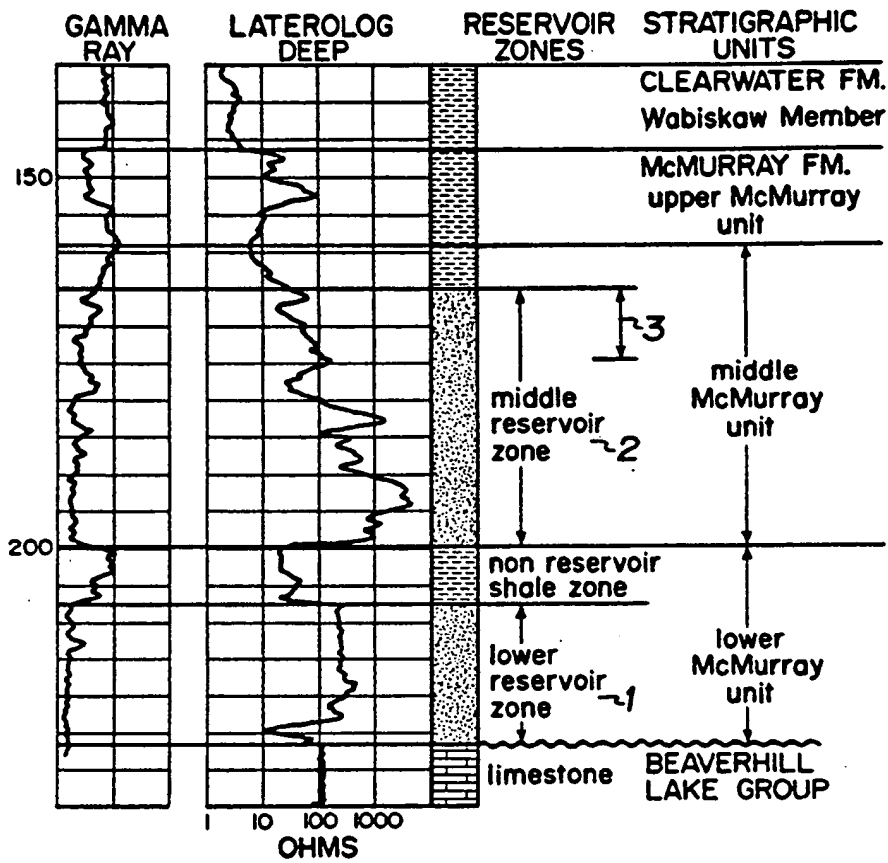 GAMMA RAY
LATEROLOG DEEP
RESERVOIR ZONES
STRATIGRAPHIC UNITS
CLEARWATER FM.
Wabiskaw Member
150
McMURRAY FM.
upper McMurray
unit
3
middle
reservoir
zone
2
middle
McMurray
unit
200
non reservoir
shale zone
lower
reservoir
zone
1
lower
McMurray
unit
limestone
BEAVERHILL
LAKE GROUP
1 10 100 1000
OHMS